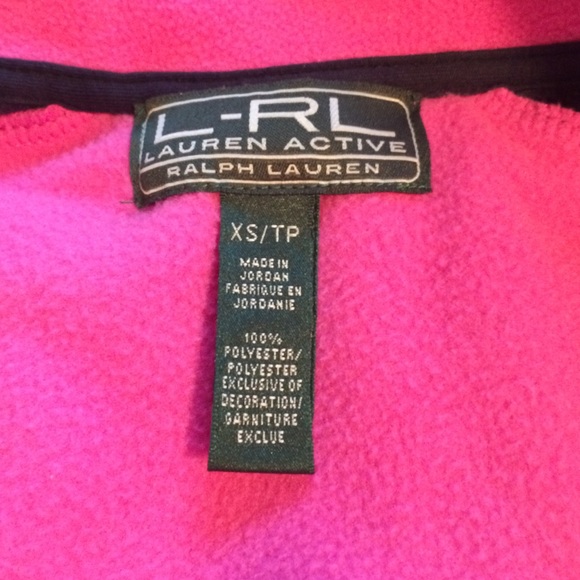 L-RL
LAUREN ACTIVE
RALPH LAUREN
XS/TP
MADE IN
JORDAN
FABRIQUE EN
JORDANIE
100%
POLYESTER/
POLYESTER
EXCLUSIVE OF
DECORATION/
GARNITURE
EXCLUE